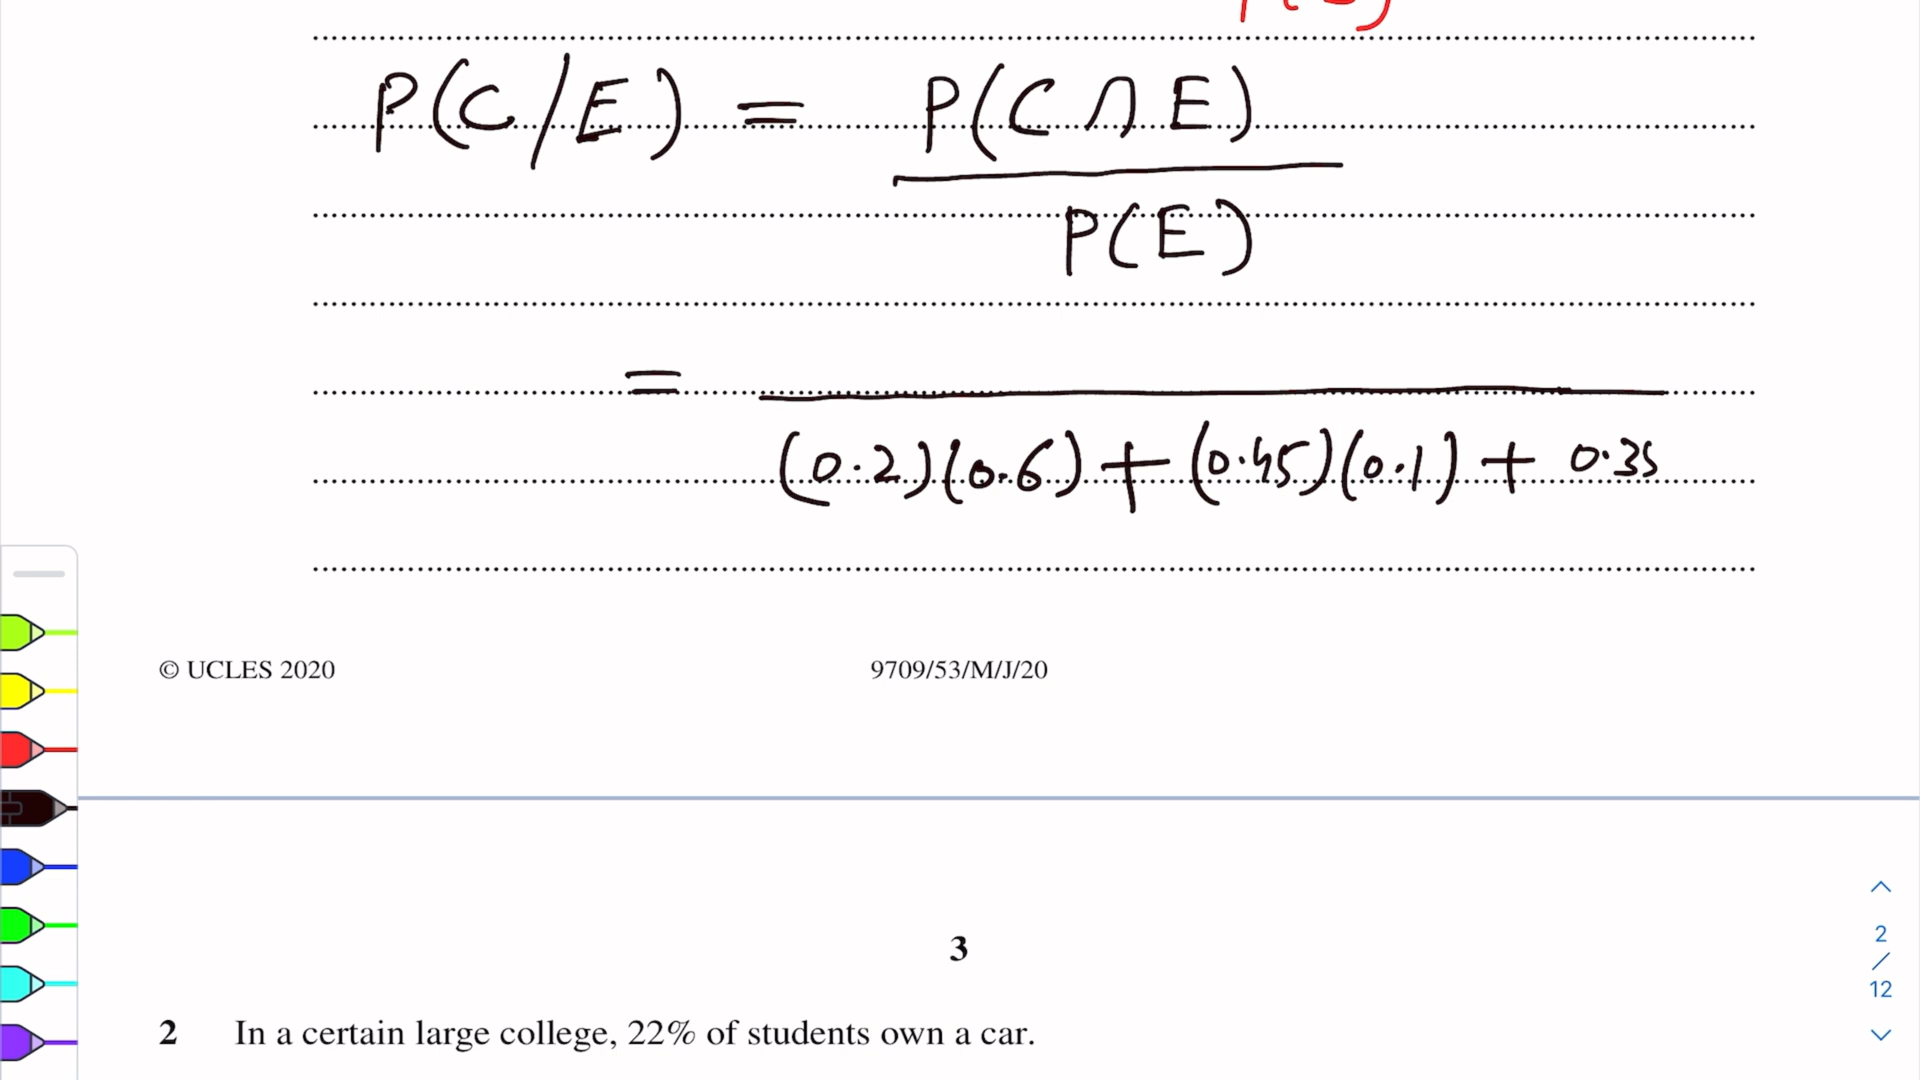 P(C/E) = P(C∩E)
P(E)
=
(0.2)(0.6) + (0.45)(0.1) + 0.35
© UCLES 2020 9709/53/M/J/20
3
2 In a certain large college, 22% of students own a car.
2
/
12